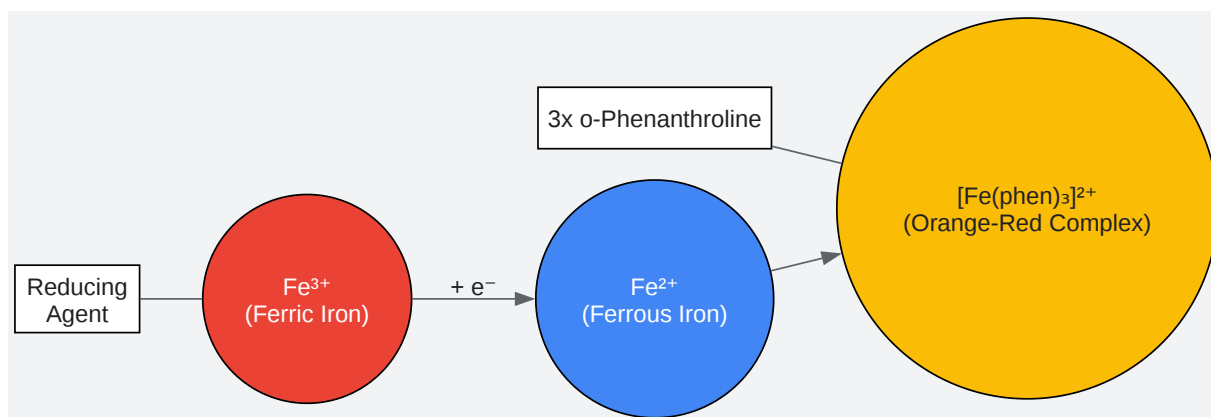 3x o-Phenanthroline
[Fe(phen)₃]²⁺
(Orange-Red Complex)
Reducing
Agent
Fe³⁺
(Ferric Iron)
+ e⁻
Fe²⁺
(Ferrous Iron)